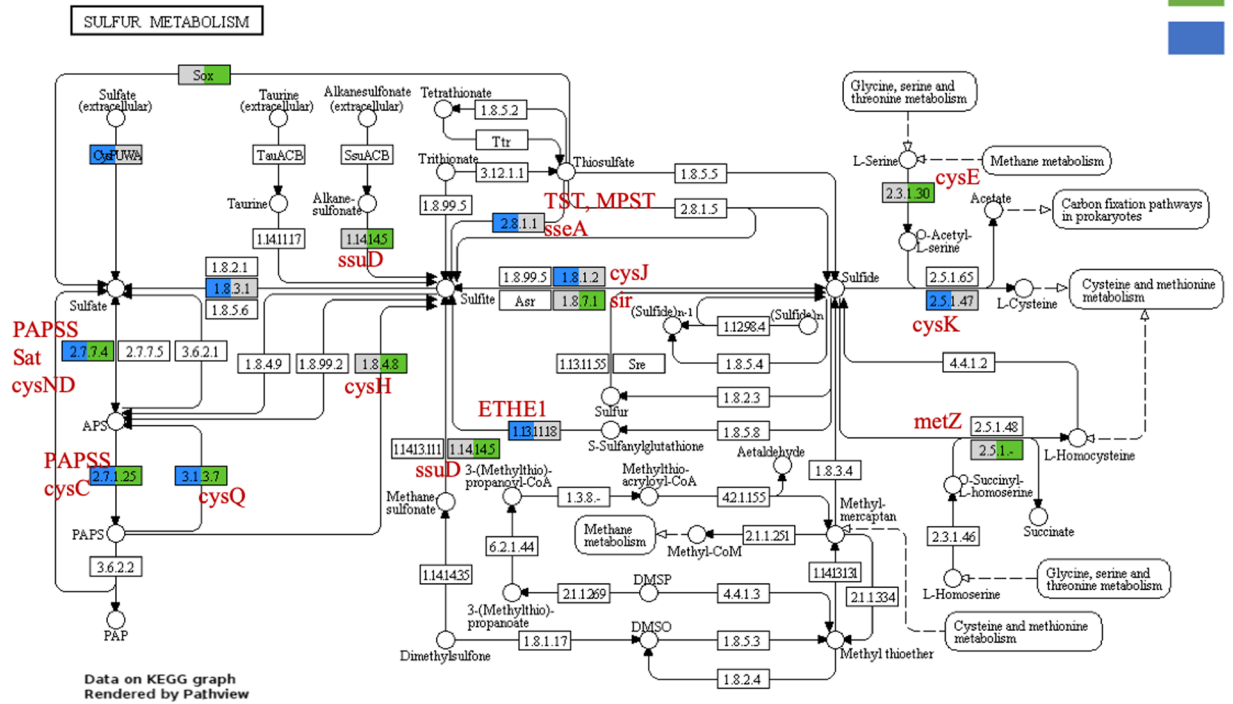 SULFUR METABOLISM
Sox
Sulfate
(extracellular)
Taurine
(extracellular)
Alkanesulfonate
(extracellular)
Tetrathionate
1.8.5.2
Ttr
Glycine, serine and
threonine metabolism
CysPUWA
TauACB
SsuACB
Trithionate
3.12.1.1
Thiosulfate
1.8.5.5
L-Serine
Methane metabolism
Taurine
Alkane-
sulfonate
1.8.99.5
TST, MPST
2.8.1.5
2.3.1.30
cysE
Acetate
Carbon fixation pathways
in prokaryotes
1.14.11.17
1.14.14.5
ssuD
2.8.1.1
sseA
O-Acetyl-
L-serine
1.8.2.1
1.8.3.1
1.8.5.6
Sulfate
Sulfite
1.8.99.5
1.8.1.2
cysJ
Asr
1.8.7.1
sir
Sulfide
2.5.1.65
2.5.1.47
cysK
L-Cysteine
Cysteine and methionine
metabolism
(Sulfide)n-1
1.12.98.4
(Sulfide)n
PAPSS
Sat
cysND
2.7.7.4
2.7.7.5
3.6.2.1
1.8.4.9
1.8.99.2
1.8.4.8
cysH
1.13.11.55
Sre
1.8.5.4
4.4.1.2
Sulfur
1.8.2.3
APS
ETHE1
1.13.11.18
S-Sulfanylglutathione
1.8.5.8
metZ
2.5.1.48
2.5.1.-
L-Homocysteine
PAPSS
cysC
2.7.1.25
3.1.3.7
cysQ
1.14.13.111
1.14.14.5
ssuD
3-(Methylthio)-
propanoyl-CoA
Methylthio-
acryloyl-CoA
Aetaldehyde
1.8.3.4
O-Succinyl-
L-homoserine
Methane-
sulfonate
1.3.8.-
4.2.1.155
Methyl-
mercaptan
Succinate
PAPS
Methane
metabolism
Methyl-CoM
2.1.1.251
2.3.1.46
3.6.2.2
6.2.1.44
1.14.14.35
1.14.13.131
L-Homoserine
Glycine, serine and
threonine metabolism
PAP
3-(Methylthio)-
propanoate
2.1.1.269
DMSP
4.4.1.3
2.1.1.334
Dimethylsulfone
1.8.1.17
DMSO
1.8.5.3
Methyl thioether
Cysteine and methionine
metabolism
1.8.2.4
Data on KEGG graph
Rendered by Pathview